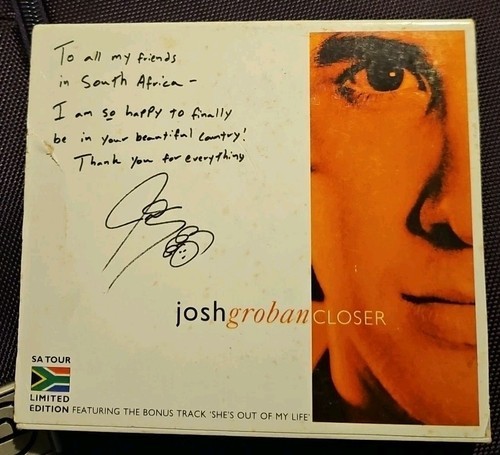 To all my friends
in South Africa -
I am so happy to finally
be in your beautiful country!
Thank you for everything
joshgrobanCLOSER
SA TOUR
LIMITED
EDITION FEATURING THE BONUS TRACK 'SHE'S OUT OF MY LIFE'